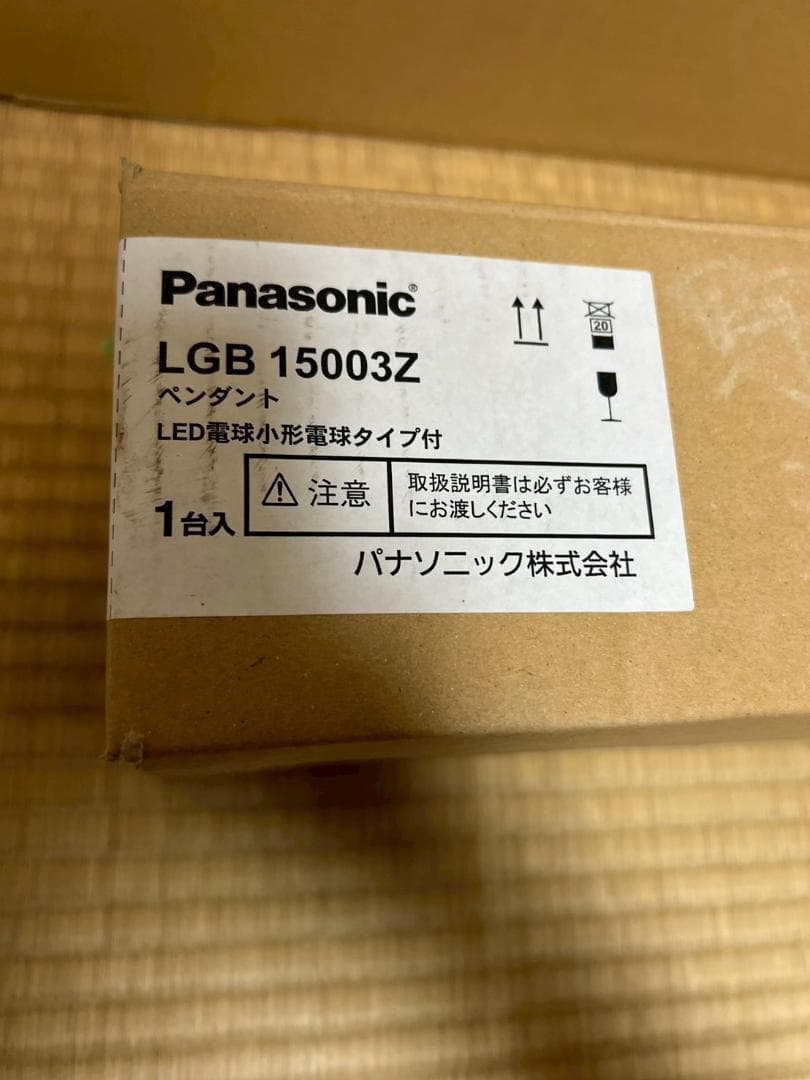 Panasonic®
LGB 15003Z
ペンダント
LED電球小形電球タイプ付
20
1台入
注意
取扱説明書は必ずお客様
にお渡しください
パナソニック株式会社